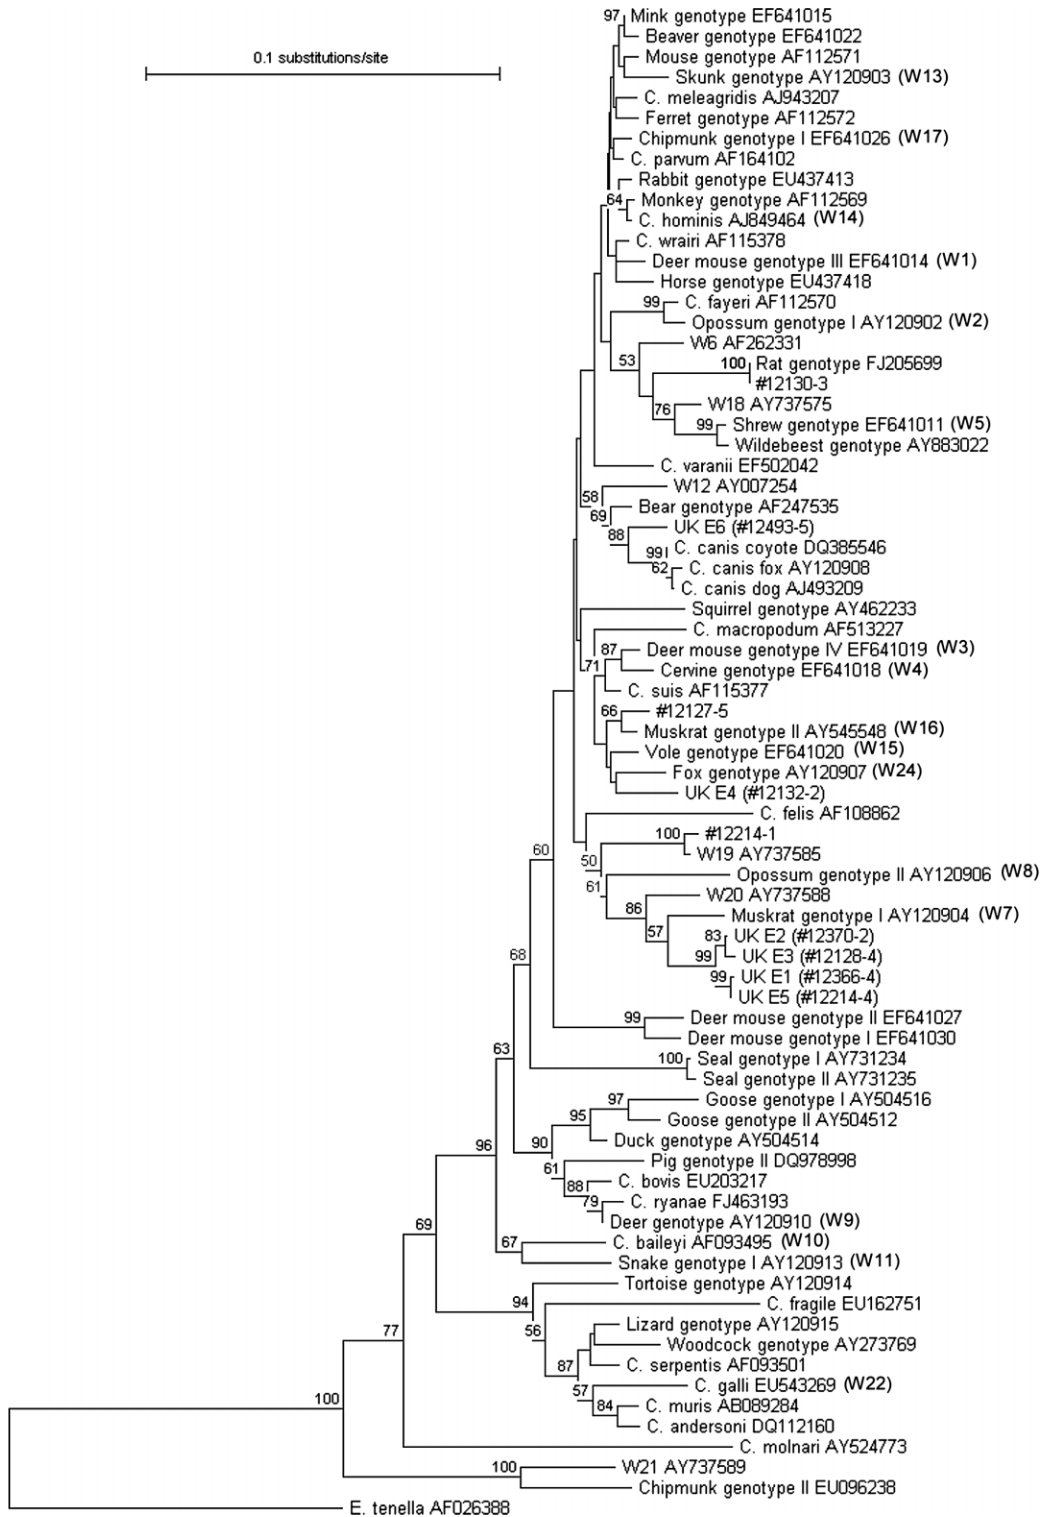 97 Mink genotype EF641015
0.1 substitutions/site
Beaver genotype EF641022
Mouse genotype AF112571
Skunk genotype AY120903 (W13)
C. meleagridis AJ943207
Ferret genotype AF112572
Chipmunk genotype I EF641026 (W17)
C. parvum AF164102
Rabbit genotype EU437413
64 Monkey genotype AF112569
C. hominis AJ849464 (W14)
C. wrairi AF115378
Deer mouse genotype III EF641014 (W1)
Horse genotype EU437418
99 C. fayeri AF112570
Opossum genotype I AY120902 (W2)
W6 AF262331
53
100 Rat genotype FJ205699
#12130-3
76 W18 AY737575
99 Shrew genotype EF641011 (W5)
Wildebeest genotype AY883022
C. varanii EF502042
58 W12 AY007254
69 Bear genotype AF247535
88 UK E6 (#12493-5)
99 C. canis coyote DQ385546
62 C. canis fox AY120908
C. canis dog AJ493209
Squirrel genotype AY462233
C. macropodum AF513227
87 Deer mouse genotype IV EF641019 (W3)
71 Cervine genotype EF641018 (W4)
C. suis AF115377
66 #12127-5
Muskrat genotype II AY545548 (W16)
Vole genotype EF641020 (W15)
Fox genotype AY120907 (W24)
UK E4 (#12132-2)
C. felis AF108862
100 #12214-1
60 50 W19 AY737585
61 Opossum genotype II AY120906 (W8)
W20 AY737588
86 Muskrat genotype I AY120904 (W7)
57 83 UK E2 (#12370-2)
68 99 UK E3 (#12128-4)
99 UK E1 (#12366-4)
UK E5 (#12214-4)
99 Deer mouse genotype II EF641027
Deer mouse genotype I EF641030
63 100 Seal genotype I AY731234
Seal genotype II AY731235
97 Goose genotype I AY504516
95 Goose genotype II AY504512
96 90 Duck genotype AY504514
61 Pig genotype II DQ978998
88 C. bovis EU203217
79 C. ryanae FJ463193
69 Deer genotype AY120910 (W9)
67 C. baileyi AF093495 (W10)
Snake genotype I AY120913 (W11)
Tortoise genotype AY120914
94 C. fragile EU162751
77 56 Lizard genotype AY120915
Woodcock genotype AY273769
87 C. serpentis AF093501
57 C. galli EU543269 (W22)
100 84 C. muris AB089284
C. andersoni DQ112160
C. molnari AY524773
100 W21 AY737589
Chipmunk genotype II EU096238
E. tenella AF026388